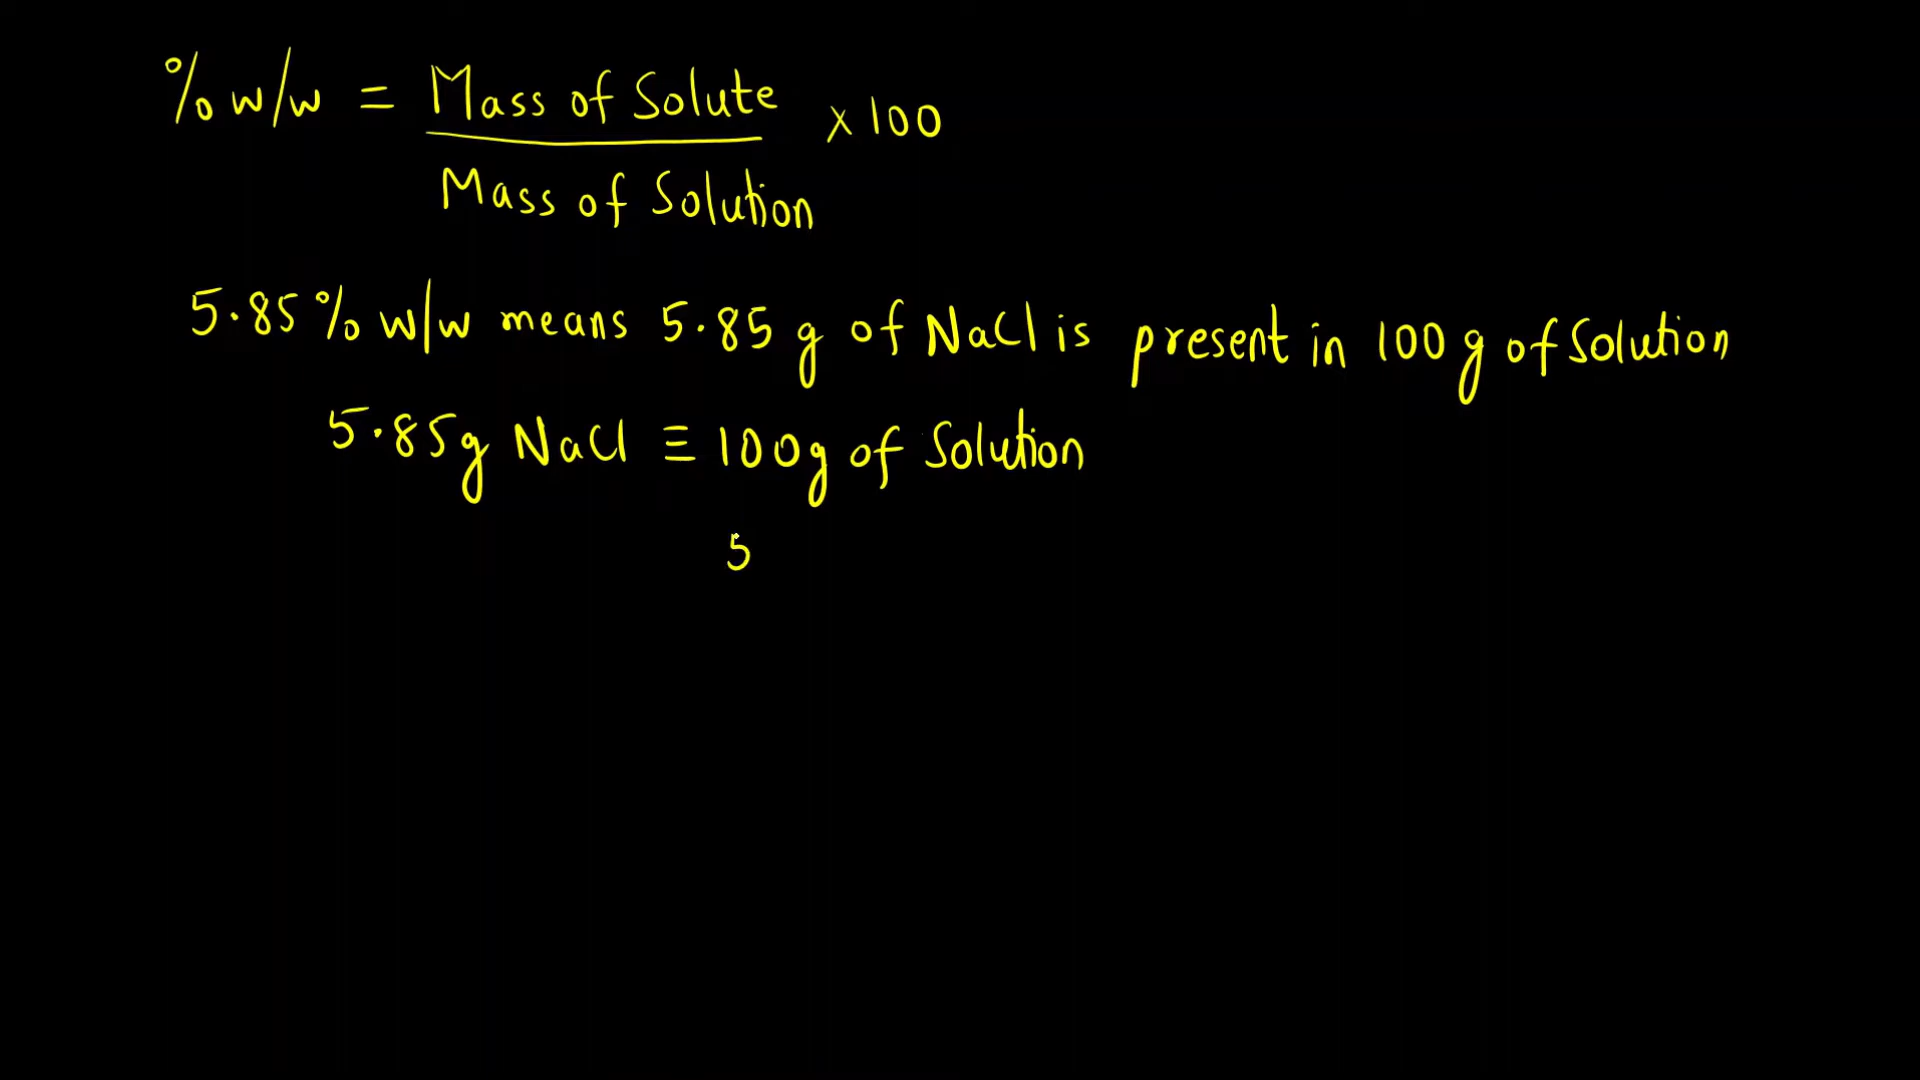 % w/w = Mass of Solute × 100
Mass of Solution
5.85 % w/w means 5.85 g of NaCl is present in 100 g of Solution
5.85g NaCl ≡ 100g of Solution
5